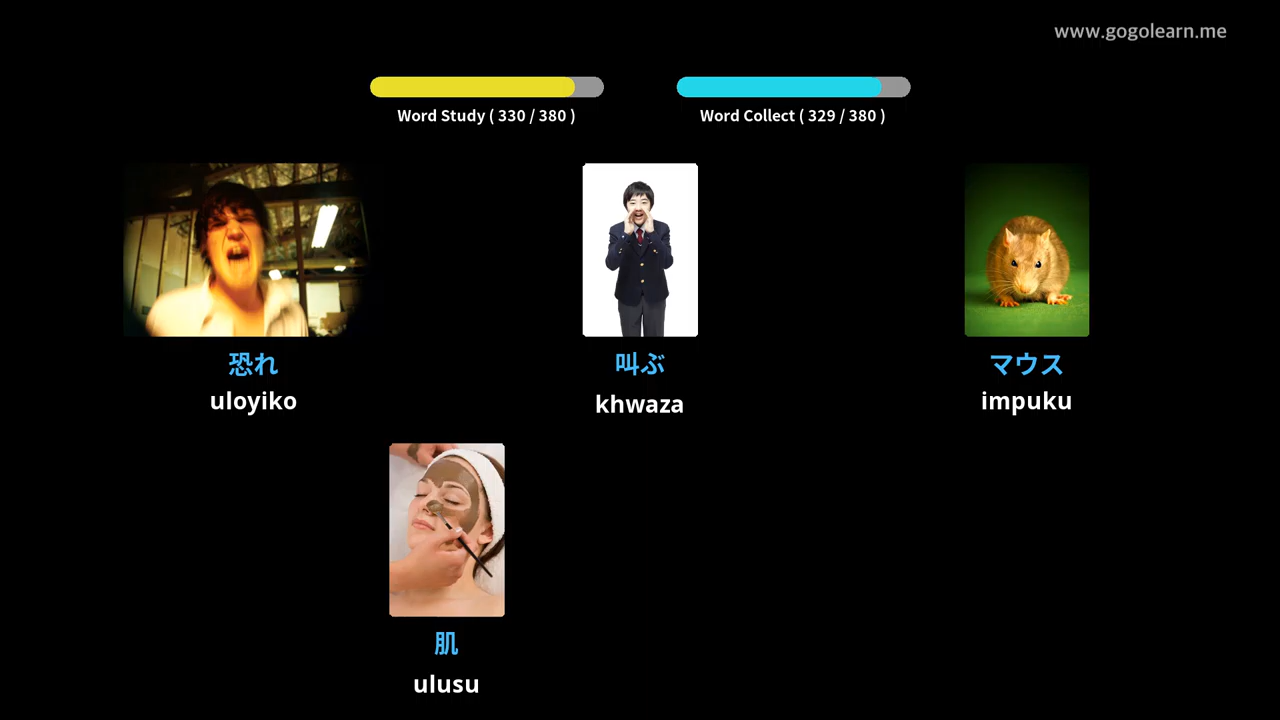 www.gogolearn.me
Word Study ( 330 / 380 )
Word Collect ( 329 / 380 )
恐れ
uloyiko
叫ぶ
khwaza
マウス
impuku
肌
ulusu